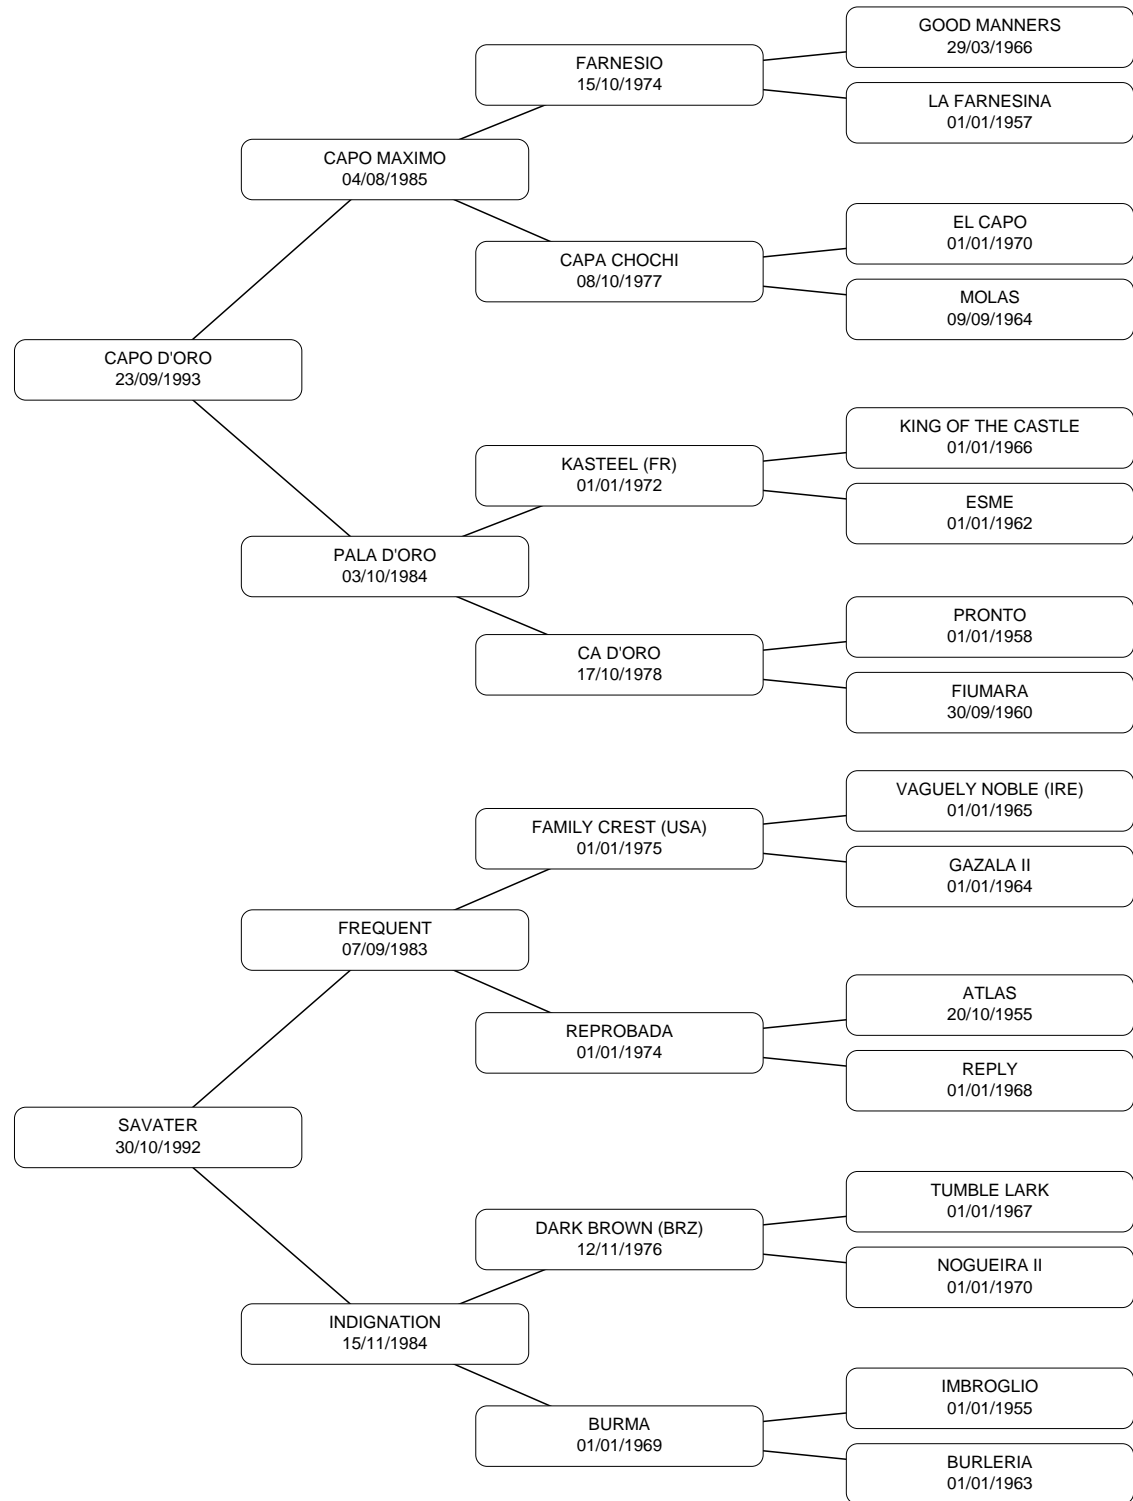 GOOD MANNERS
29/03/1966
FARNESIO
15/10/1974
LA FARNESINA
01/01/1957
CAPO MAXIMO
04/08/1985
EL CAPO
01/01/1970
CAPA CHOCHI
08/10/1977
MOLAS
09/09/1964
CAPO D'ORO
23/09/1993
KING OF THE CASTLE
01/01/1966
KASTEEL (FR)
01/01/1972
ESME
01/01/1962
PALA D'ORO
03/10/1984
PRONTO
01/01/1958
CA D'ORO
17/10/1978
FIUMARA
30/09/1960
VAGUELY NOBLE (IRE)
01/01/1965
FAMILY CREST (USA)
01/01/1975
GAZALA II
01/01/1964
FREQUENT
07/09/1983
ATLAS
20/10/1955
REPROBADA
01/01/1974
REPLY
01/01/1968
SAVATER
30/10/1992
TUMBLE LARK
01/01/1967
DARK BROWN (BRZ)
12/11/1976
NOGUEIRA II
01/01/1970
INDIGNATION
15/11/1984
IMBROGLIO
01/01/1955
BURMA
01/01/1969
BURLERIA
01/01/1963